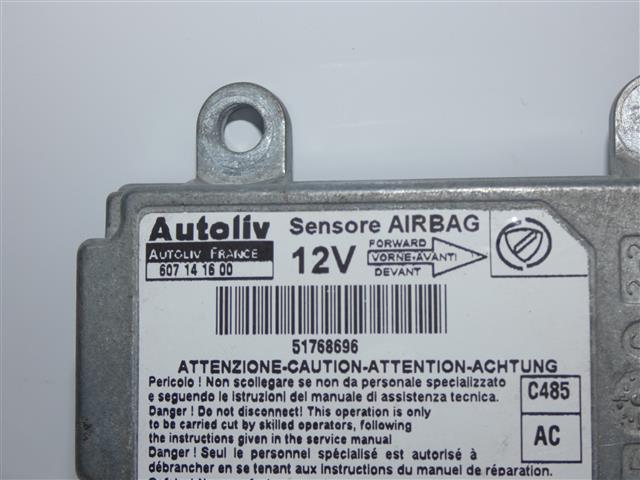 Autoliv Sensore AIRBAG
AUTOLIV FRANCE
607 14 16 00
12V
FORWARD
VORNE-AVANTI
DEVANT
51768696
ATTENZIONE-CAUTION-ATTENTION-ACHTUNG
Pericolo ! Non scollegare se non da personale specializzato
e seguendo le istruzioni del manuale di assistenza tecnica.
Danger ! Do not disconnect! This operation is only
to be carried cut by skilled operators, following
the instructions given in the service manual
Danger ! Seul le personnel spécialisé est autorisé à
débrancher en se tenant aux instructions du manuel de réparation.
C485
AC